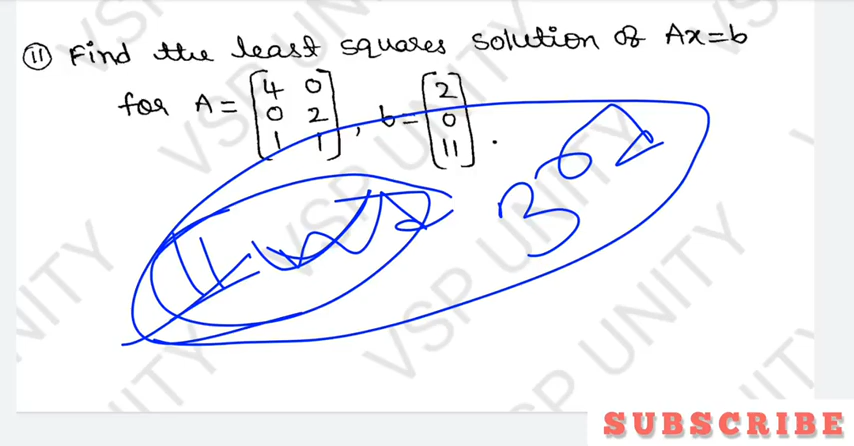 ⑪ Find the least squares solution of Ax=b
for A = [4 0
0 2
1 1], b = [2
0
11].
VSP UNITY
SUBSCRIBE